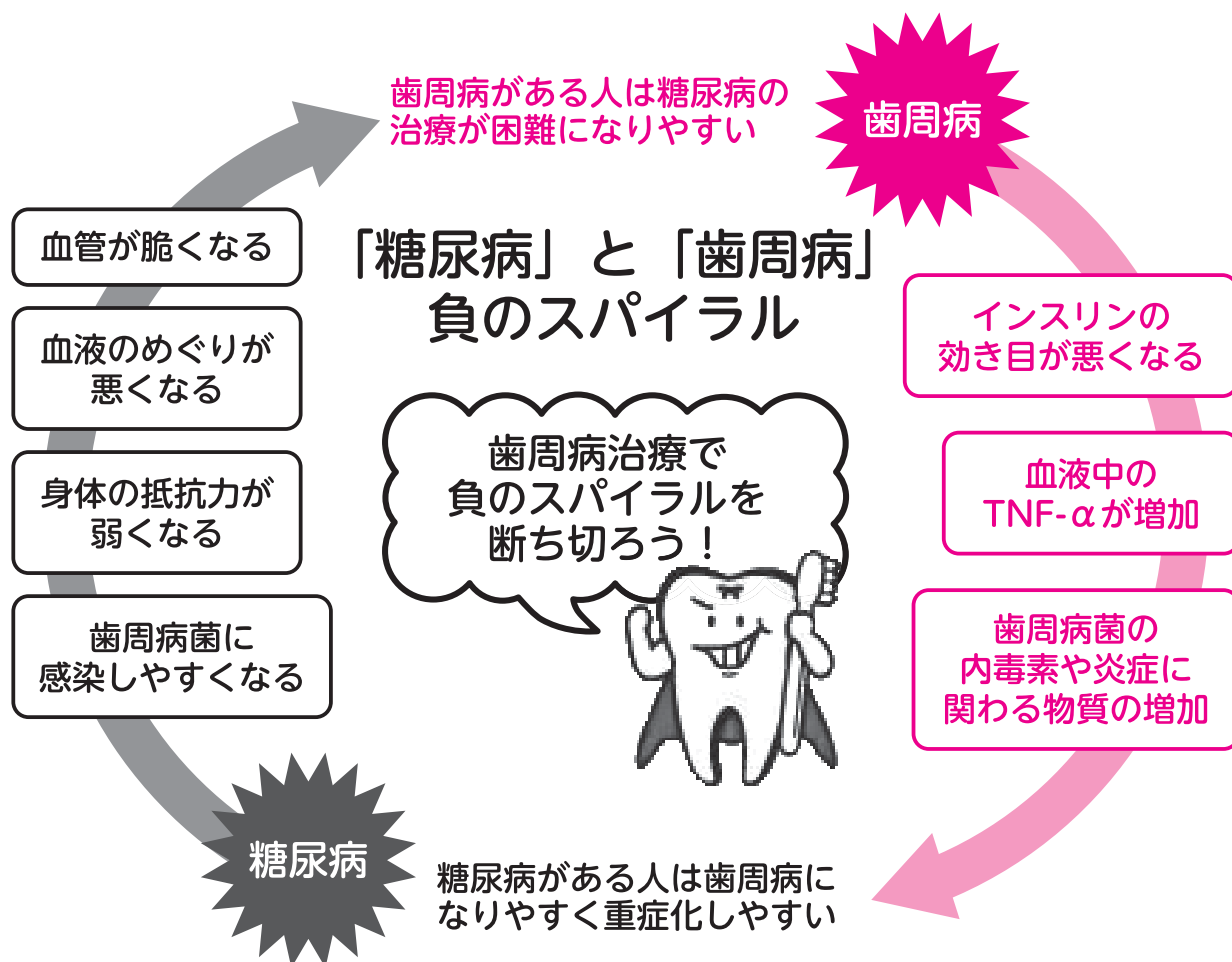 歯周病がある人は糖尿病の
治療が困難になりやすい
歯周病
「糖尿病」と「歯周病」
負のスパイラル
血管が脆くなる
血液のめぐりが
悪くなる
身体の抵抗力が
弱くなる
歯周病菌に
感染しやすくなる
歯周病治療で
負のスパイラルを
断ち切ろう！
インスリンの
効き目が悪くなる
血液中の
TNF-αが増加
歯周病菌の
内毒素や炎症に
関わる物質の増加
糖尿病
糖尿病がある人は歯周病に
なりやすく重症化しやすい